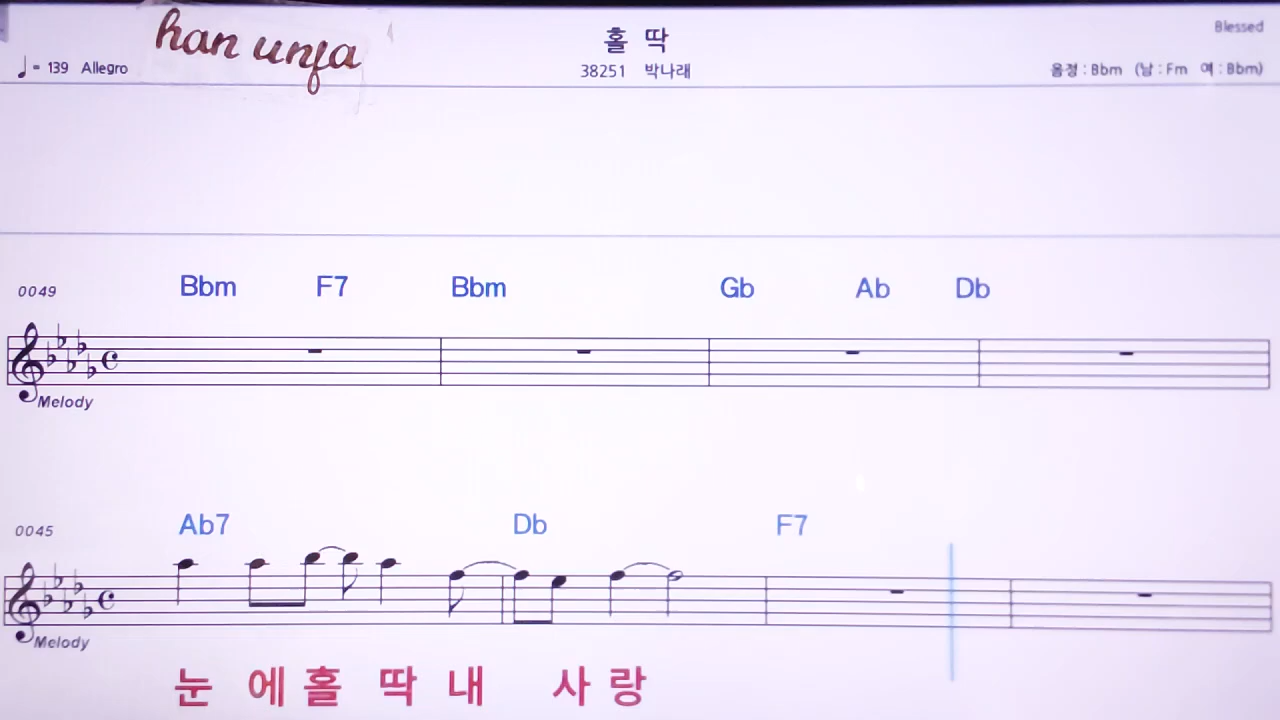 han unja
홀 딱
Blessed
♩= 139 Allegro
38251 박나래
음정 : Bbm (남 : Fm 여 : Bbm)
0049 Bbm F7 Bbm Gb Ab Db
Melody
0045 Ab7 Db F7
Melody
눈 에 홀 딱 내 사 랑